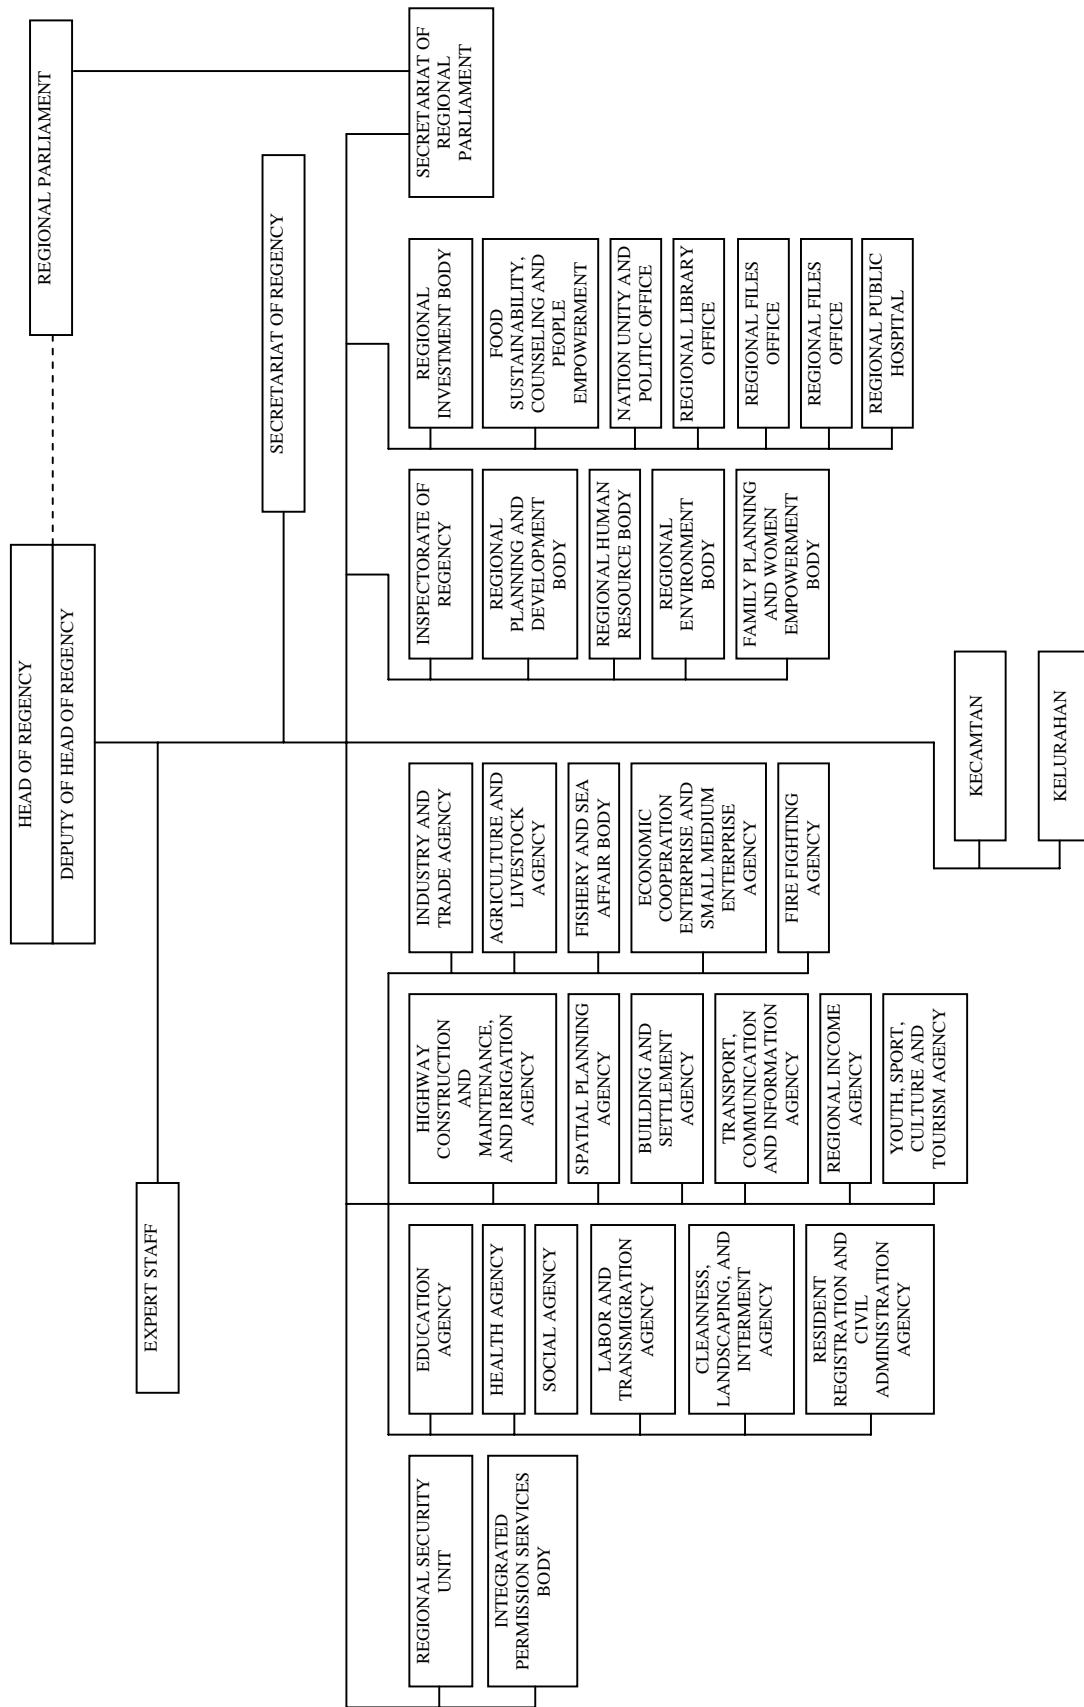 HEAD OF REGENCY
DEPUTY OF HEAD OF REGENCY
REGIONAL PARLIAMENT
EXPERT STAFF
SECRETARIAT OF REGENCY
SECRETARIAT OF
REGIONAL
PARLIAMENT
REGIONAL SECURITY
UNIT
INTEGRATED
PERMISSION SERVICES
BODY
EDUCATION
AGENCY
HEALTH AGENCY
SOCIAL AGENCY
LABOR AND
TRANSMIGRATION
AGENCY
CLEANNESS,
LANDSCAPING, AND
INTERMENT
AGENCY
RESIDENT
REGISTRATION AND
CIVIL
ADMINISTRATION
AGENCY
HIGHWAY
CONSTRUCTION
AND
MAINTENANCE,
AND IRRIGATION
AGENCY
SPATIAL PLANNING
AGENCY
BUILDING AND
SETTLEMENT
AGENCY
TRANSPORT,
COMMUNICATION
AND INFORMATION
AGENCY
REGIONAL INCOME
AGENCY
YOUTH, SPORT,
CULTURE AND
TOURISM AGENCY
INDUSTRY AND
TRADE AGENCY
AGRICULTURE AND
LIVESTOCK
AGENCY
FISHERY AND SEA
AFFAIR BODY
ECONOMIC
COOPERATION
ENTERPRISE AND
SMALL MEDIUM
ENTERPRISE
AGENCY
FIRE FIGHTING
AGENCY
KECAMTAN
KELURAHAN
INSPECTORATE OF
REGENCY
REGIONAL
PLANNING AND
DEVELOPMENT
BODY
REGIONAL HUMAN
RESOURCE BODY
REGIONAL
ENVIRONMENT
BODY
FAMILY PLANNING
AND WOMEN
EMPOWERMENT
BODY
REGIONAL
INVESTMENT BODY
FOOD
SUSTAINABILITY,
COUNSELING AND
PEOPLE
EMPOWERMENT
NATION UNITY AND
POLITIC OFFICE
REGIONAL LIBRARY
OFFICE
REGIONAL FILES
OFFICE
REGIONAL FILES
OFFICE
REGIONAL PUBLIC
HOSPITAL